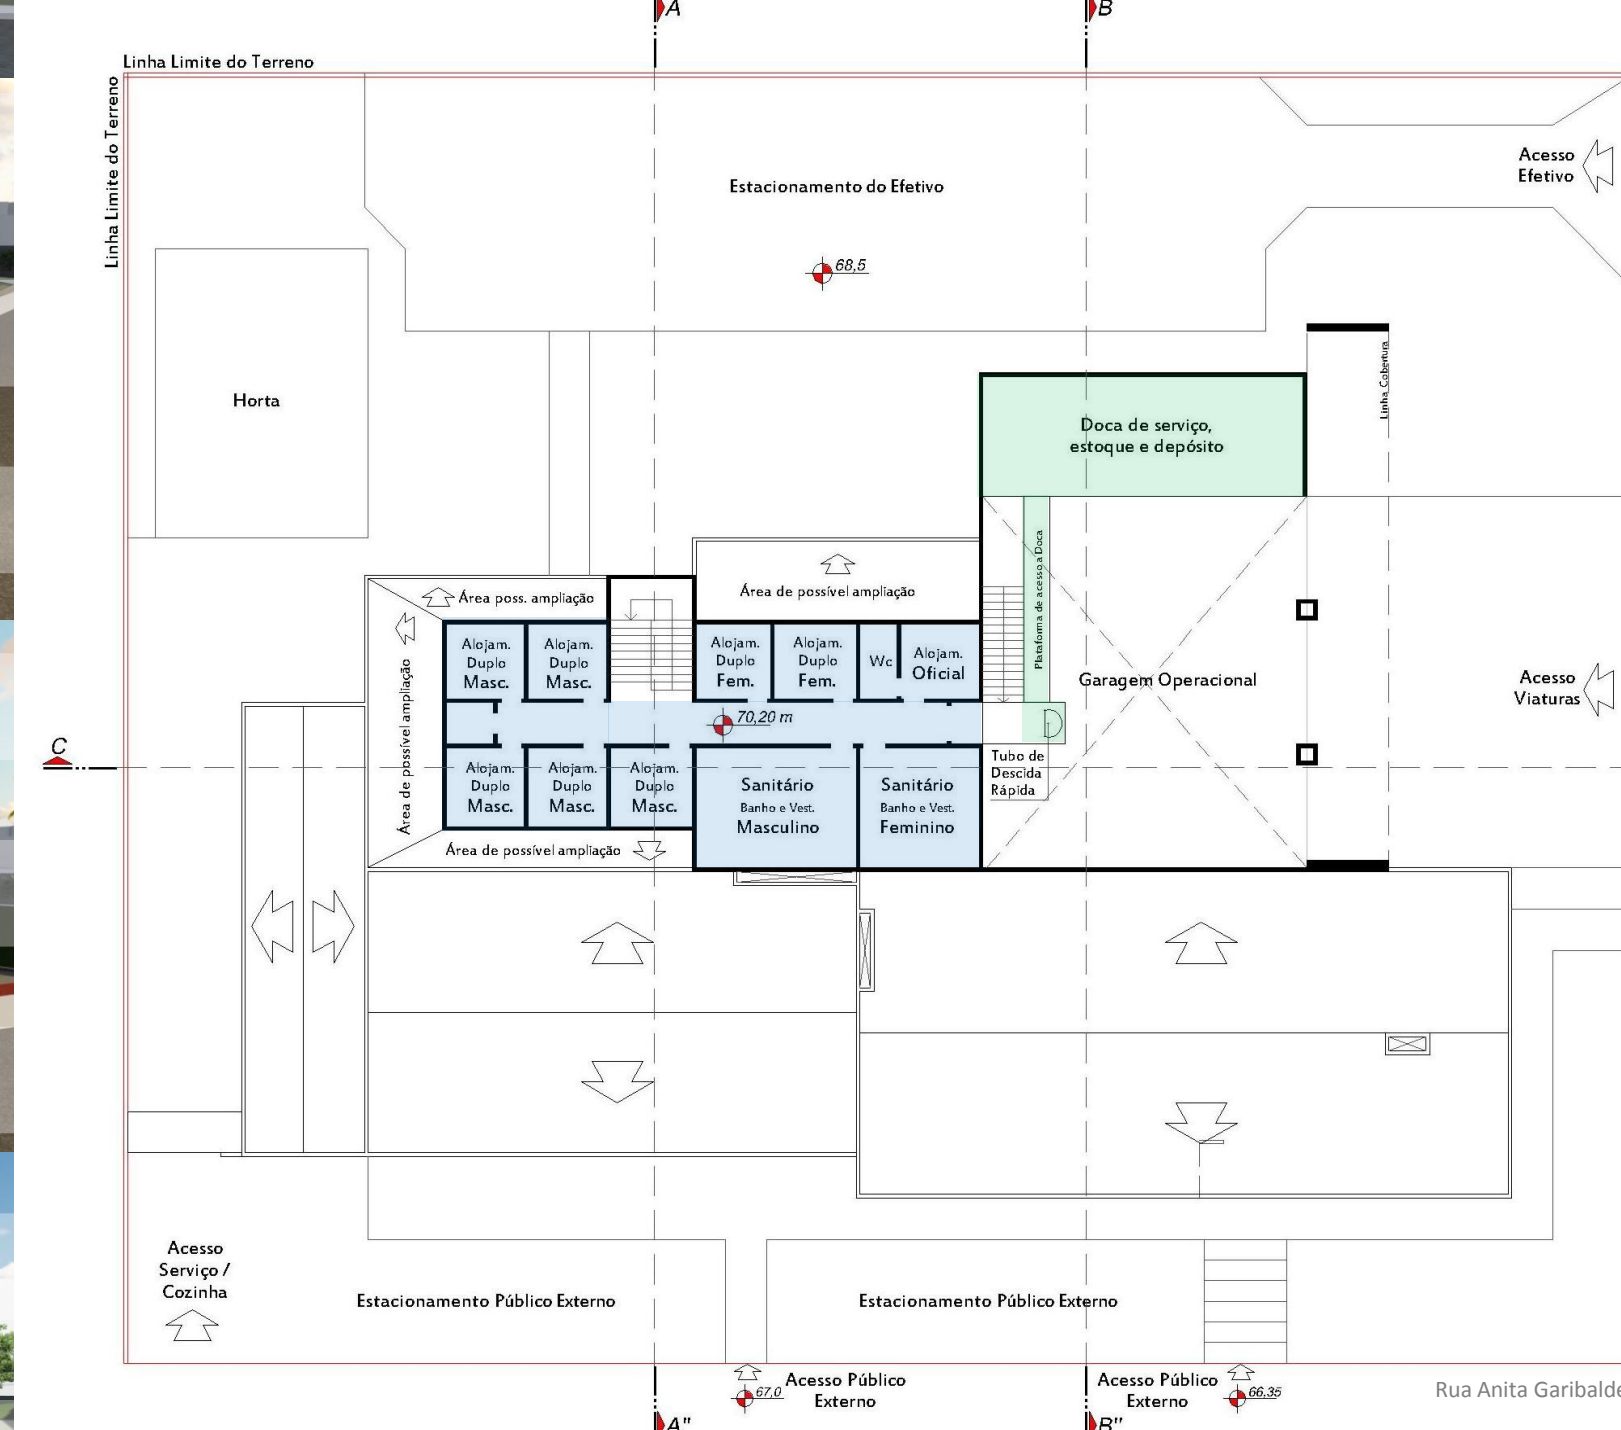 A
B
Linha Limite do Terreno
Linha Limite do Terreno
Acesso
Efetivo
Estacionamento do Efetivo
68,5
Linha Cobertura
Horta
Doca de serviço,
estoque e depósito
Plataforma de acesso a Doca
Área poss. ampliação
Área de possível ampliação
Área de possível ampliação
Alojam.
Duplo
Masc.
Alojam.
Duplo
Masc.
Alojam.
Duplo
Fem.
Alojam.
Duplo
Fem.
Wc
Alojam.
Oficial
Garagem Operacional
Acesso
Viaturas
70,20 m
C
Alojam.
Duplo
Masc.
Alojam.
Duplo
Masc.
Alojam.
Duplo
Masc.
Sanitário
Banho e Vest.
Masculino
Sanitário
Banho e Vest.
Feminino
Tubo de
Descida
Rápida
Área de possível ampliação
Acesso
Serviço /
Cozinha
Estacionamento Público Externo
Estacionamento Público Externo
67,0
Acesso Público
Externo
Acesso Público
Externo
66,35
Rua Anita Garibalde
A"
B"